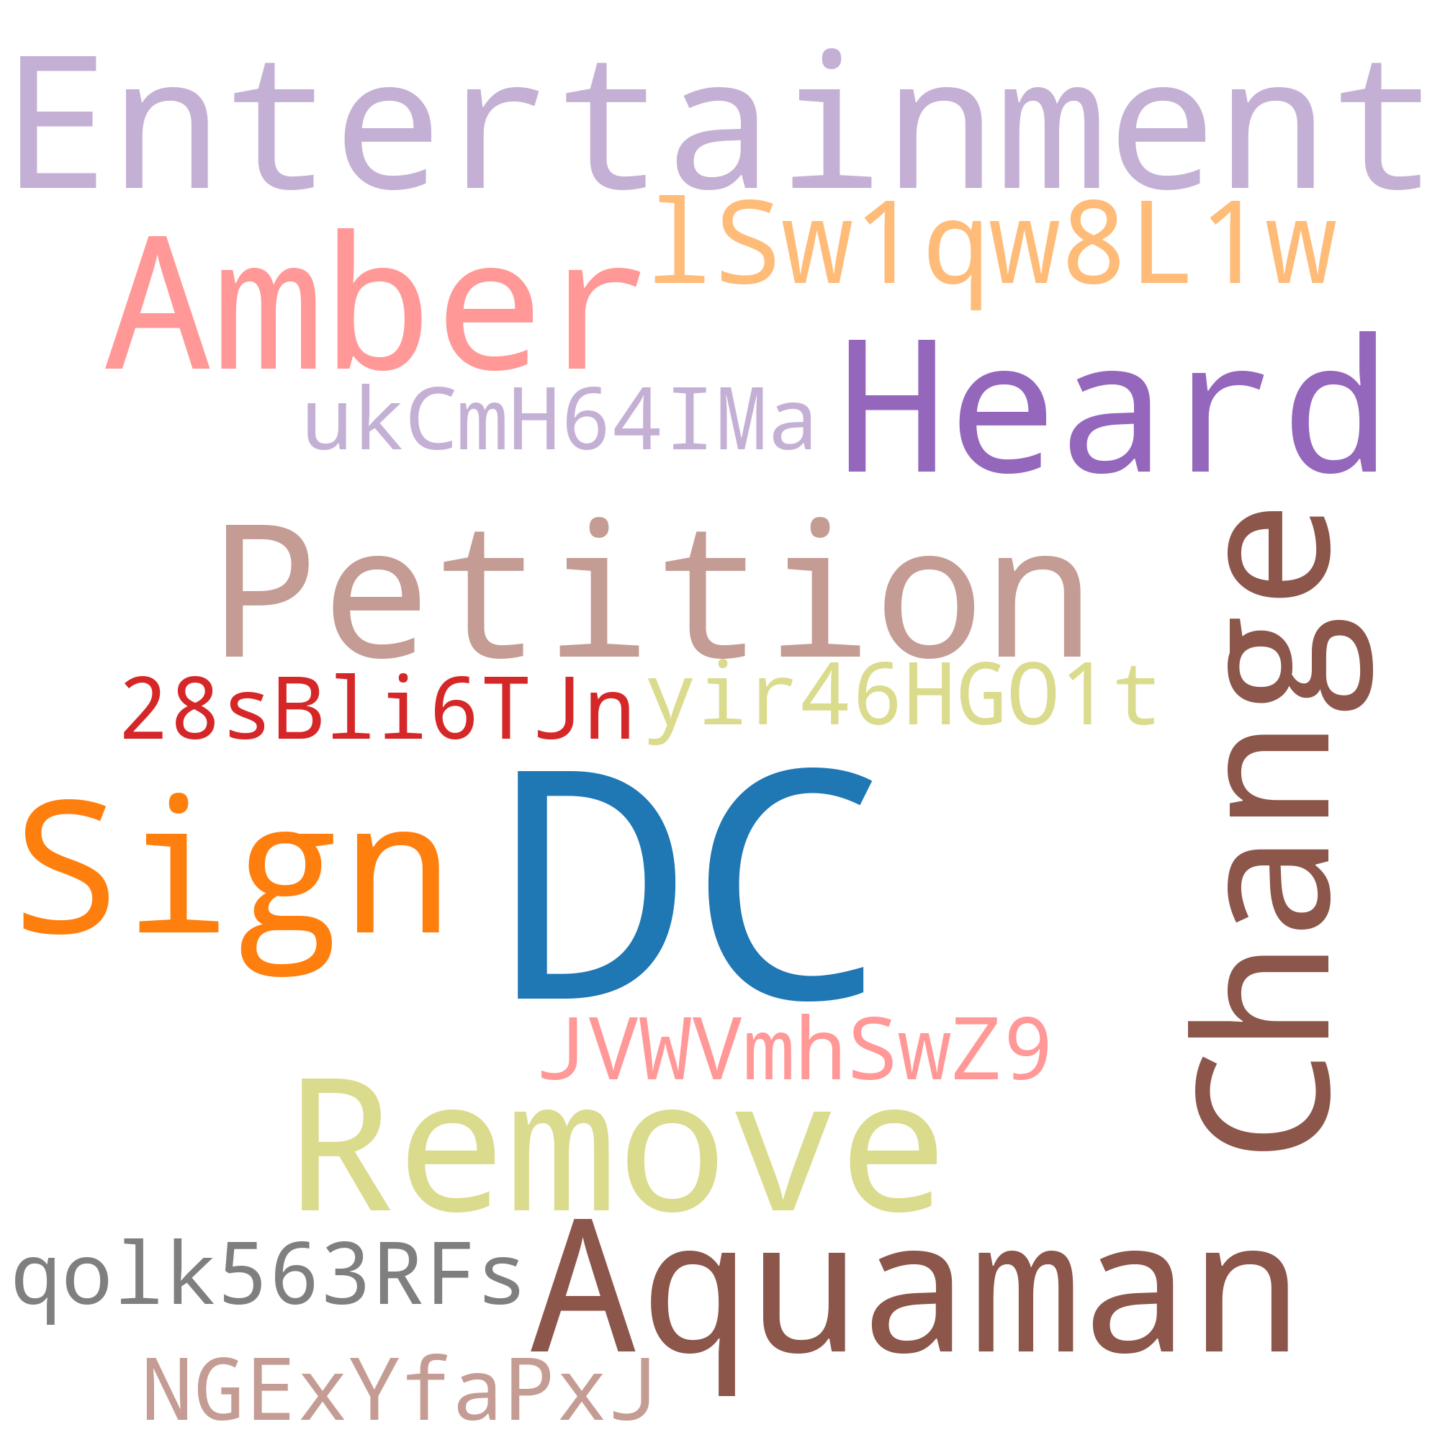 Entertainment
lSw1qw8L1w
Amber
Heard
ukCmH64IMa
Petition
Change
28sBli6TJn
yir46HGO1t
Sign
DC
JVWVmhSwZ9
Remove
Aquaman
qolk563RFs
NGExYfaPxJ